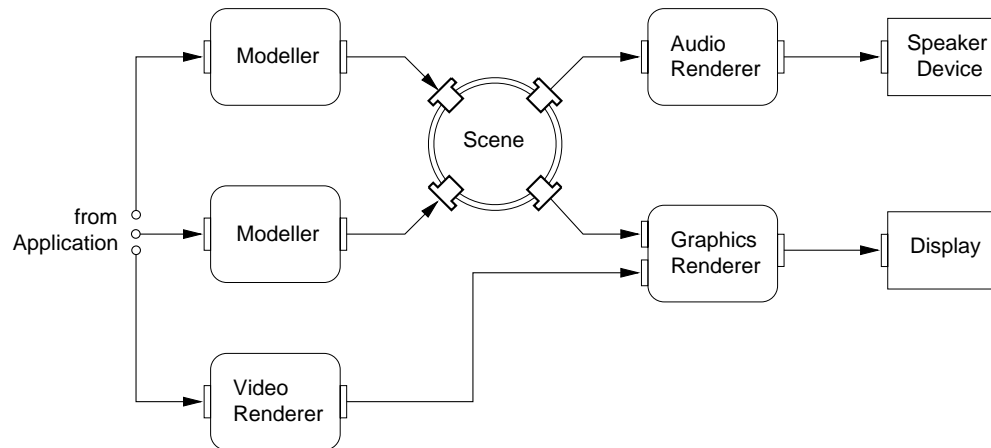 Modeller
Audio
Renderer
Speaker
Device
Scene
from
Application
Modeller
Graphics
Renderer
Display
Video
Renderer